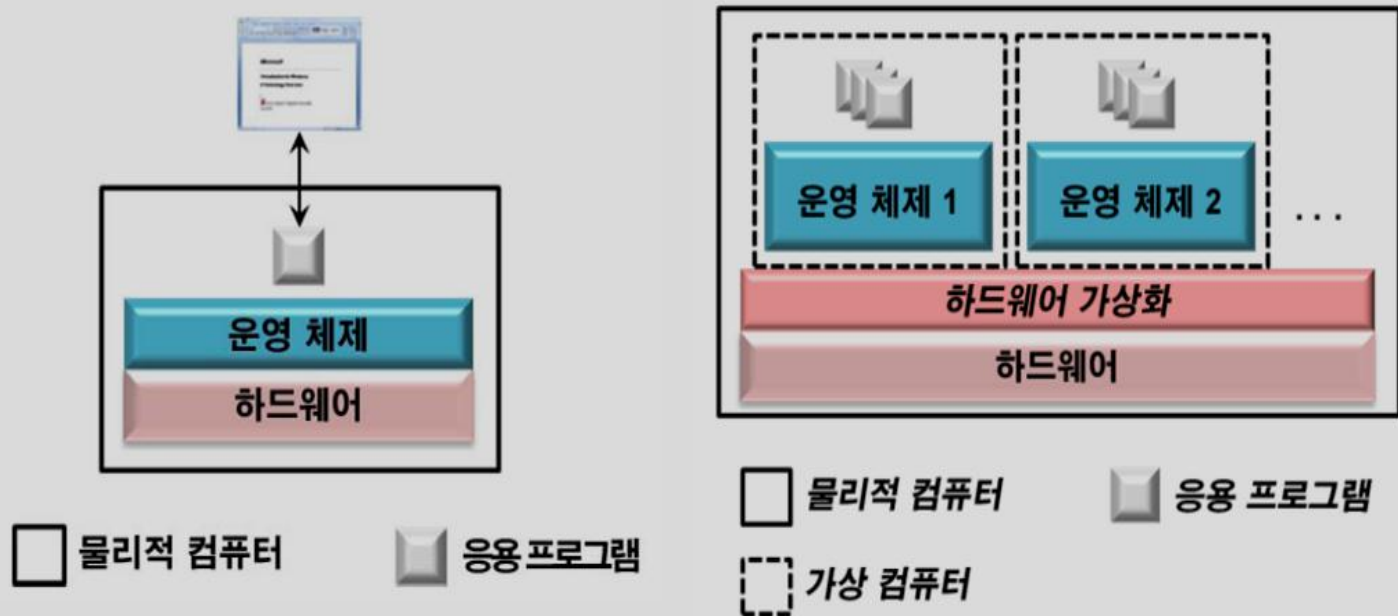 운영 체제
하드웨어
물리적 컴퓨터
응용 프로그램
운영 체제 1
운영 체제 2
...
하드웨어 가상화
하드웨어
물리적 컴퓨터
응용 프로그램
가상 컴퓨터